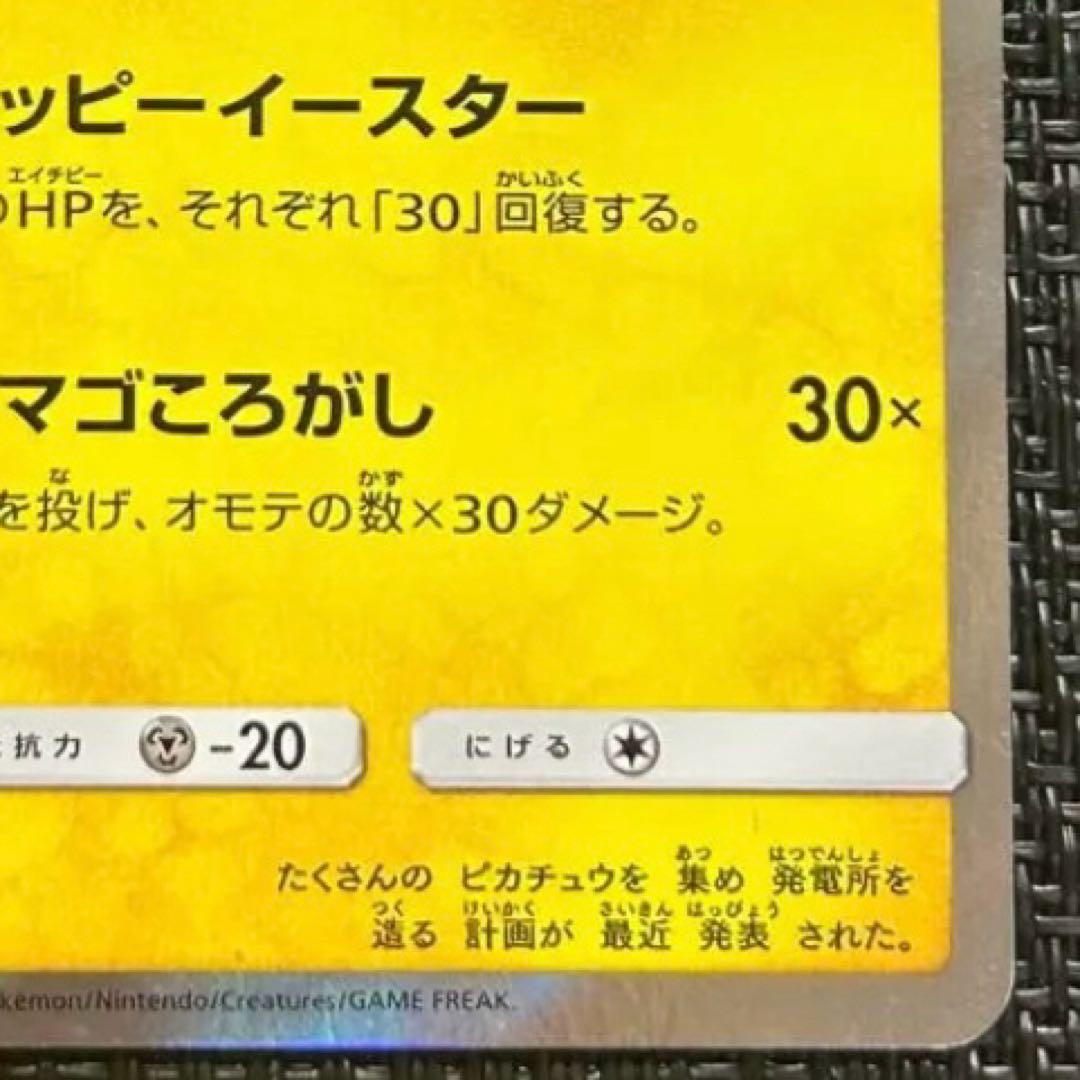 ッピーイースター
エイチピー かいふく
のHPを、それぞれ「30」回復する。
マゴころがし 30×
な かず
を投げ、オモテの数×30ダメージ。
抗力 -20 にげる
あつ はつでんしょ
たくさんの ピカチュウを 集め 発電所を
つく けいかく さいきん はっぴょう
造る 計画が 最近 発表 された。
okémon/Nintendo/Creatures/GAME FREAK.